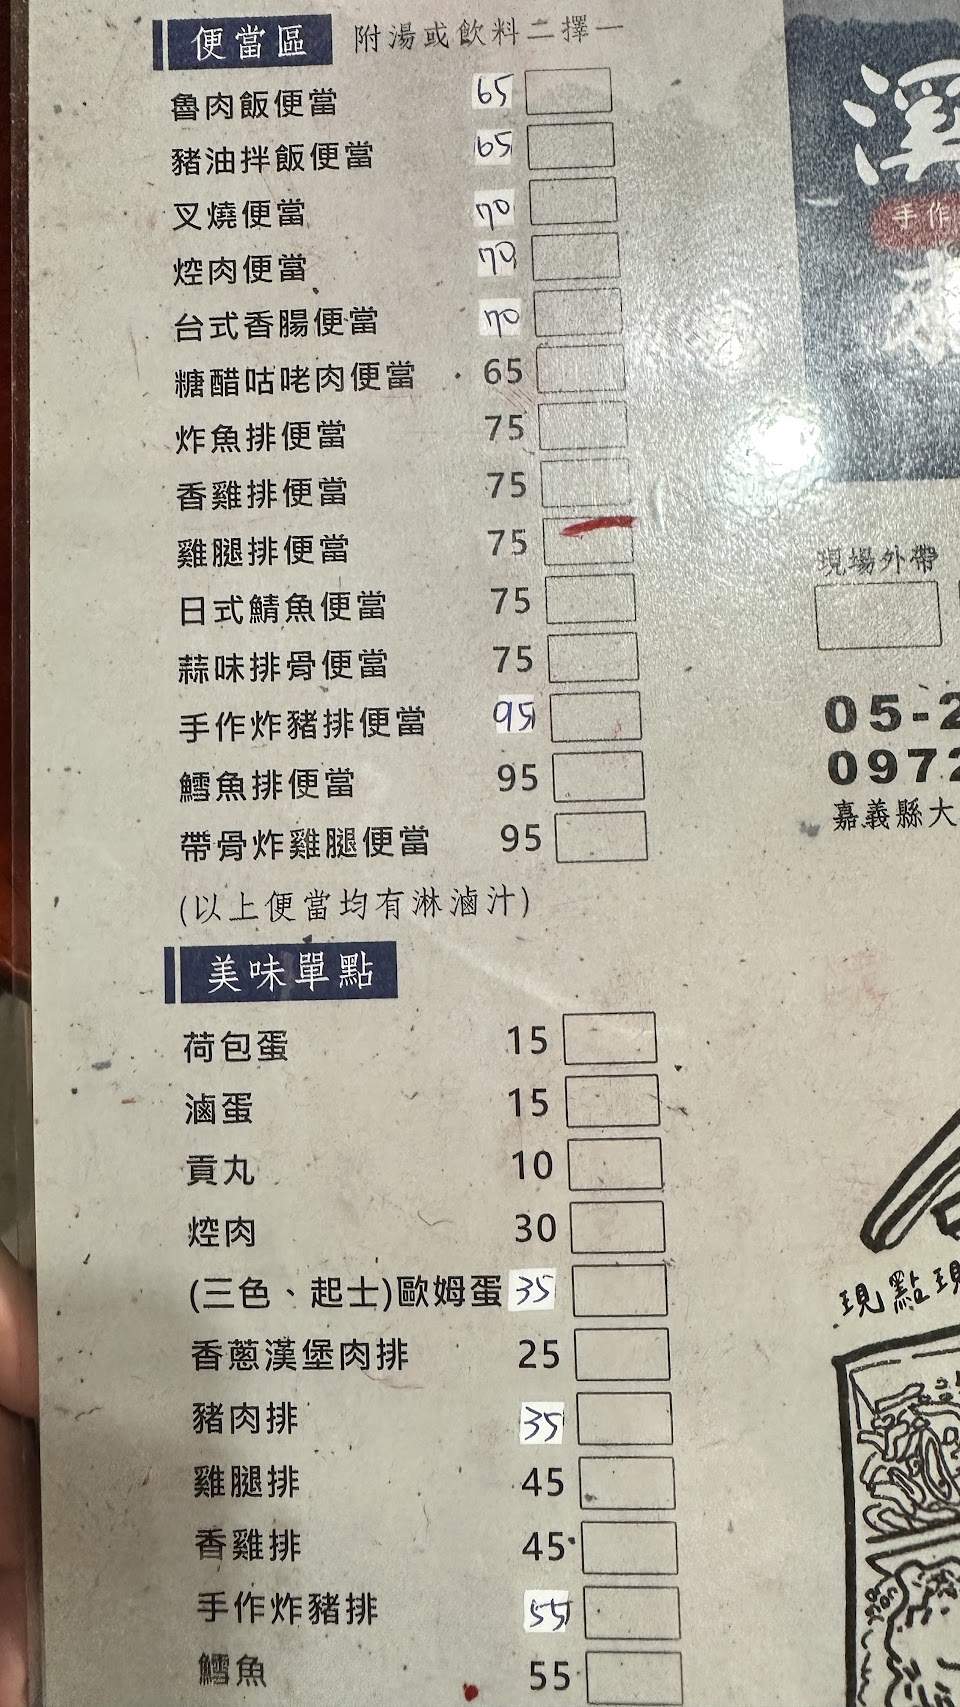 便當區 附湯或飲料二擇一
魯肉飯便當 65
豬油拌飯便當 65
叉燒便當 70
焢肉便當 70
台式香腸便當 70
糖醋咕咾肉便當 65
炸魚排便當 75
香雞排便當 75
雞腿排便當 75
日式鯖魚便當 75
蒜味排骨便當 75
手作炸豬排便當 95
鱈魚排便當 95
帶骨炸雞腿便當 95
(以上便當均有淋滷汁)
美味單點
荷包蛋 15
滷蛋 15
貢丸 10
焢肉 30
(三色、起士)歐姆蛋 35
香蔥漢堡肉排 25
豬肉排 35
雞腿排 45
香雞排 45
手作炸豬排 55
鱈魚 55
溪
手作
現場外帶
05-2
0972
嘉義縣大
現點現